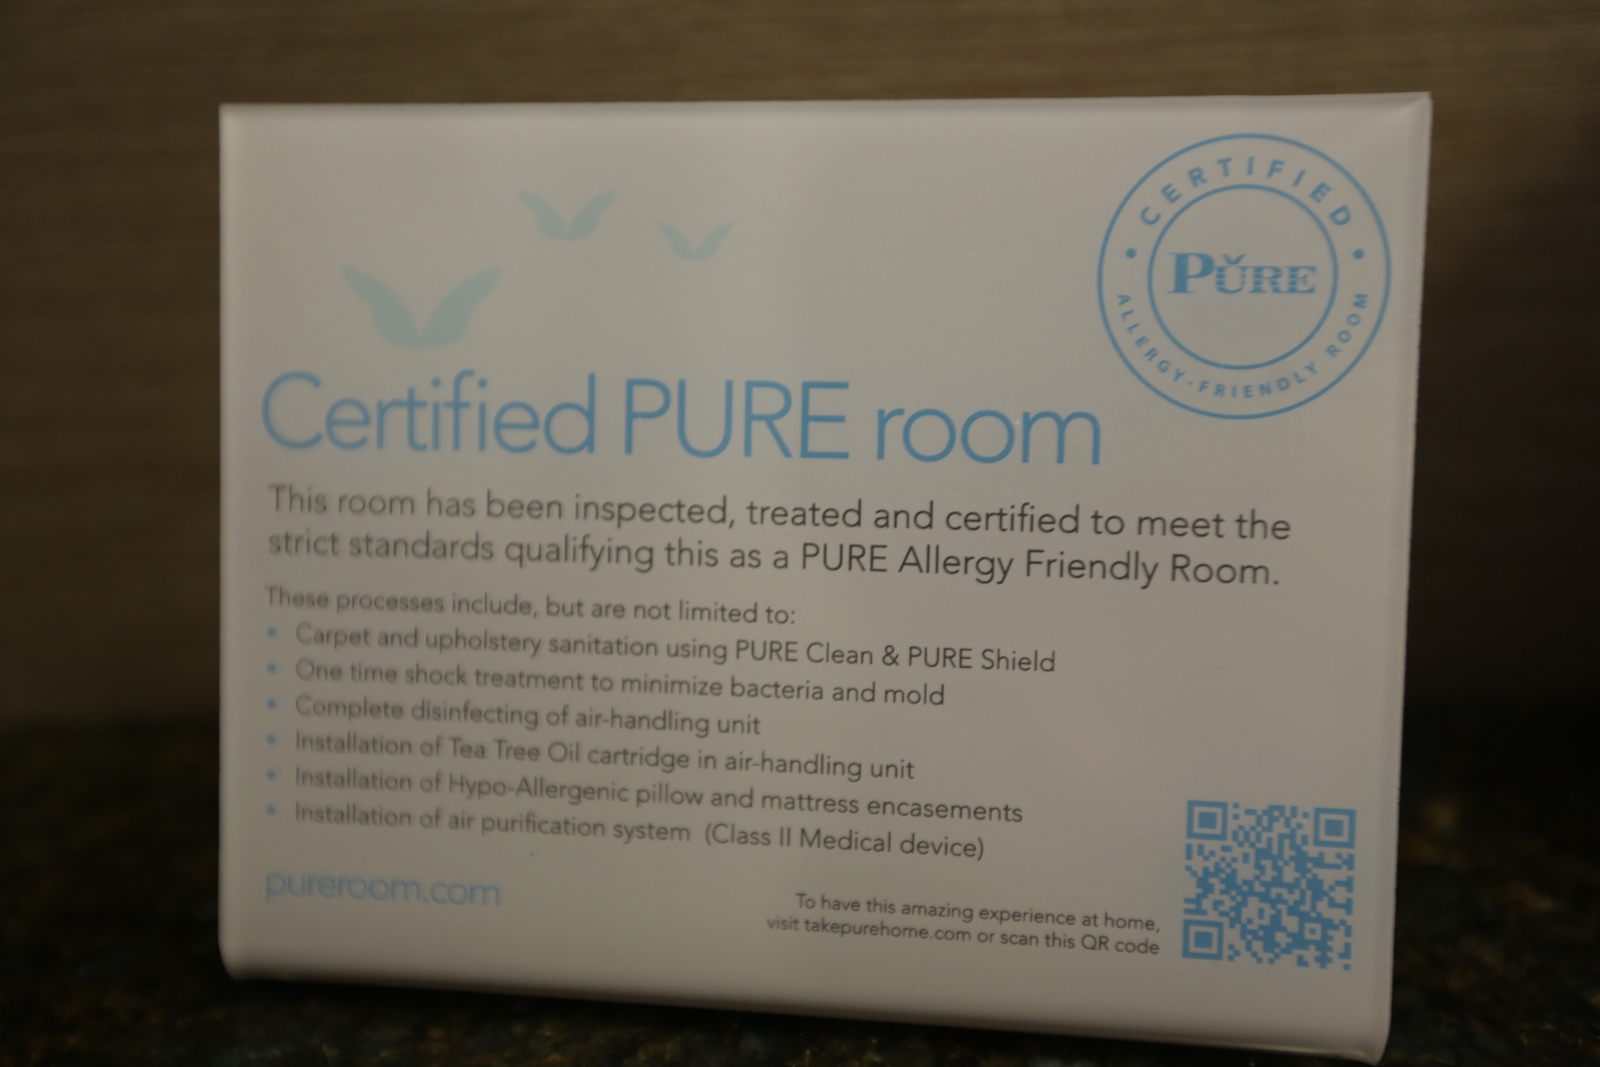 CERTIFIED
PŬRE
ALLERGY-FRIENDLY ROOM
Certified PURE room
This room has been inspected, treated and certified to meet the
strict standards qualifying this as a PURE Allergy Friendly Room.
These processes include, but are not limited to:
• Carpet and upholstery sanitation using PURE Clean & PURE Shield
• One time shock treatment to minimize bacteria and mold
• Complete disinfecting of air-handling unit
• Installation of Tea Tree Oil cartridge in air-handling unit
• Installation of Hypo-Allergenic pillow and mattress encasements
• Installation of air purification system (Class II Medical device)
pureroom.com
To have this amazing experience at home,
visit takepurehome.com or scan this QR code